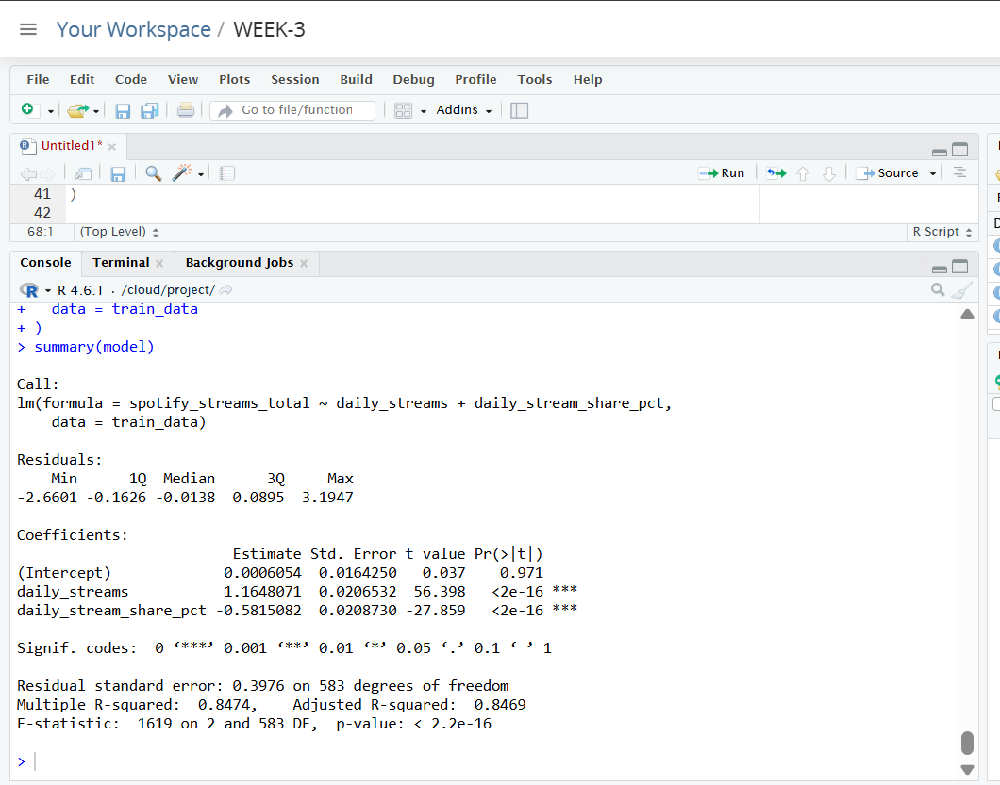 Your Workspace / WEEK-3
File Edit Code View Plots Session Build Debug Profile Tools Help
Go to file/function Addins
Untitled1*
Run Source
41 )
42
68:1 (Top Level) R Script
Console Terminal Background Jobs
R 4.6.1 . /cloud/project/
+   data = train_data
+ )
> summary(model)
Call:
lm(formula = spotify_streams_total ~ daily_streams + daily_stream_share_pct,
    data = train_data)
Residuals:
    Min      1Q  Median      3Q     Max
-2.6601 -0.1626 -0.0138  0.0895  3.1947
Coefficients:
                         Estimate Std. Error t value Pr(>|t|)
(Intercept)             0.0006054  0.0164250   0.037    0.971
daily_streams           1.1648071  0.0206532  56.398   <2e-16 ***
daily_stream_share_pct -0.5815082  0.0208730 -27.859   <2e-16 ***
---
Signif. codes:  0 ‘***’ 0.001 ‘**’ 0.01 ‘*’ 0.05 ‘.’ 0.1 ‘ ’ 1
Residual standard error: 0.3976 on 583 degrees of freedom
Multiple R-squared:  0.8474,    Adjusted R-squared:  0.8469
F-statistic:  1619 on 2 and 583 DF,  p-value: < 2.2e-16
>